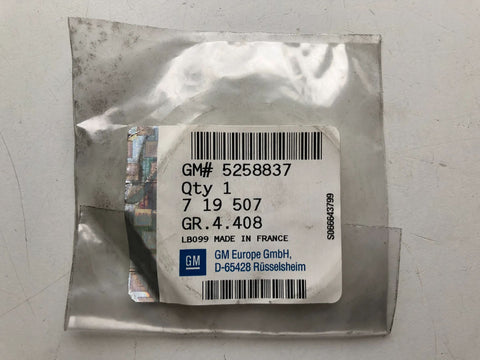 GM# 5258837
Qty 1
7 19 507
GR.4.408
LB099 MADE IN FRANCE
GM
GM Europe GmbH,
D-65428 Rüsselsheim
S066643799